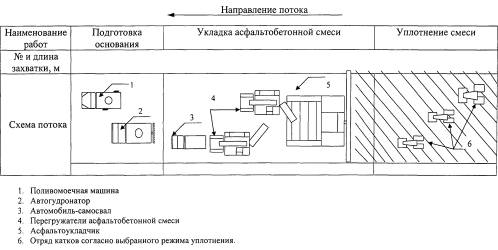 Направление потока
Наименование работ
Подготовка основания
Укладка асфальтобетонной смеси
Уплотнение смеси
№ и длина захватки, м
Схема потока
1
2
3
4
5
6
1. Поливомоечная машина
2. Автогудронатор
3. Автомобиль-самосвал
4. Перегружатели асфальтобетонной смеси
5. Асфальтоукладчик
6. Отряд катков согласно выбранного режима уплотнения.